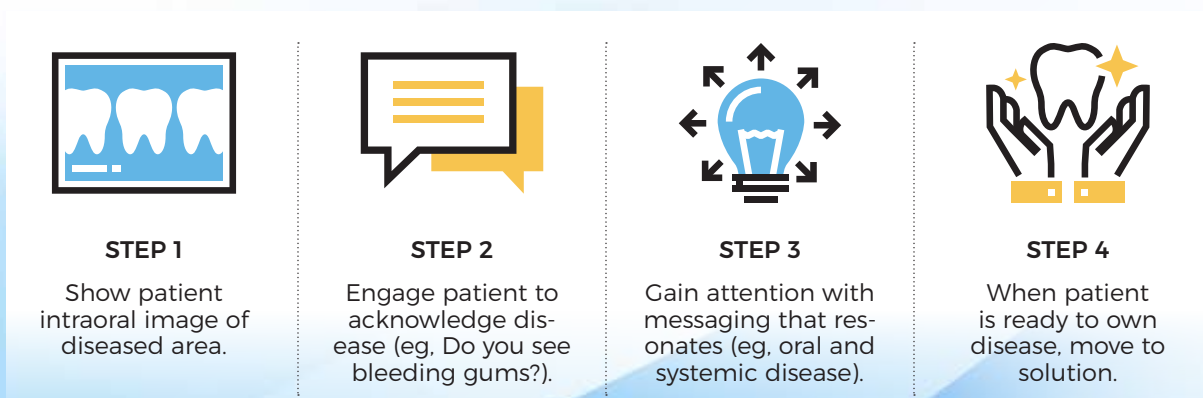 STEP 1
Show patient
intraoral image of
diseased area.
STEP 2
Engage patient to
acknowledge dis-
ease (eg, Do you see
bleeding gums?).
STEP 3
Gain attention with
messaging that res-
onates (eg, oral and
systemic disease).
STEP 4
When patient
is ready to own
disease, move to
solution.